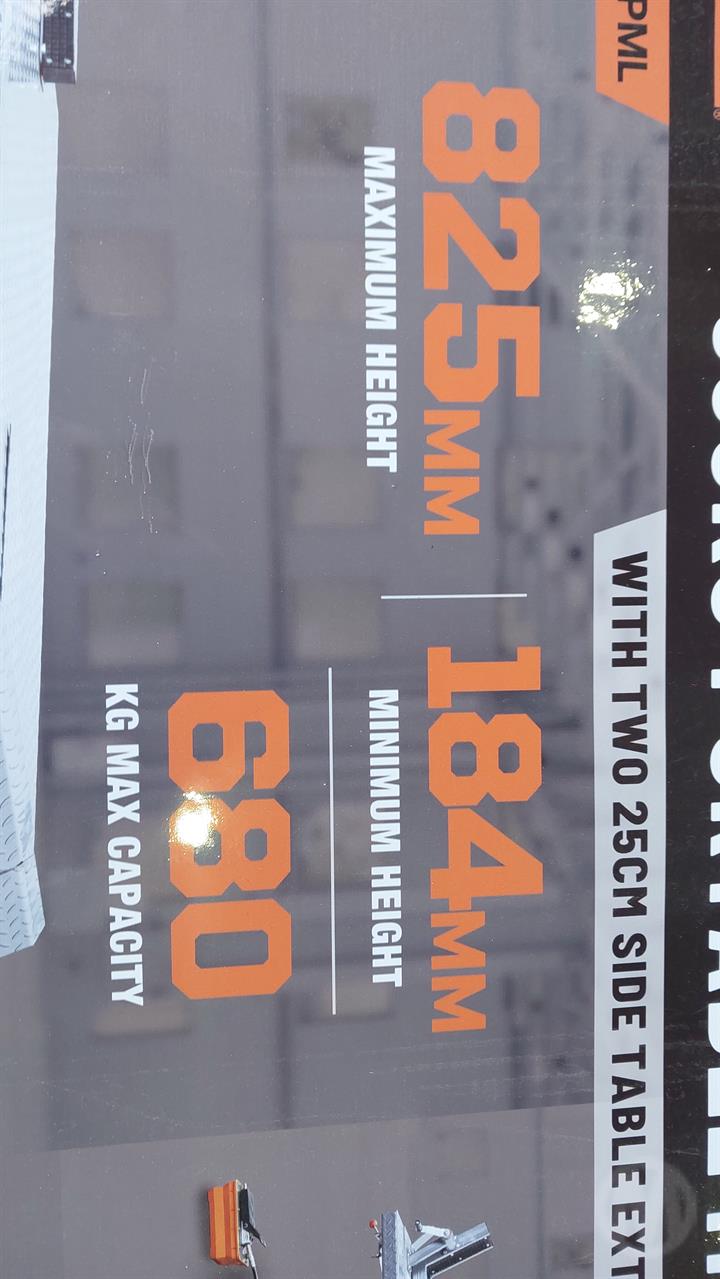 PML
WITH TWO 25CM SIDE TABLE EXT
825MM
MAXIMUM HEIGHT
184MM
MINIMUM HEIGHT
680
KG MAX CAPACITY